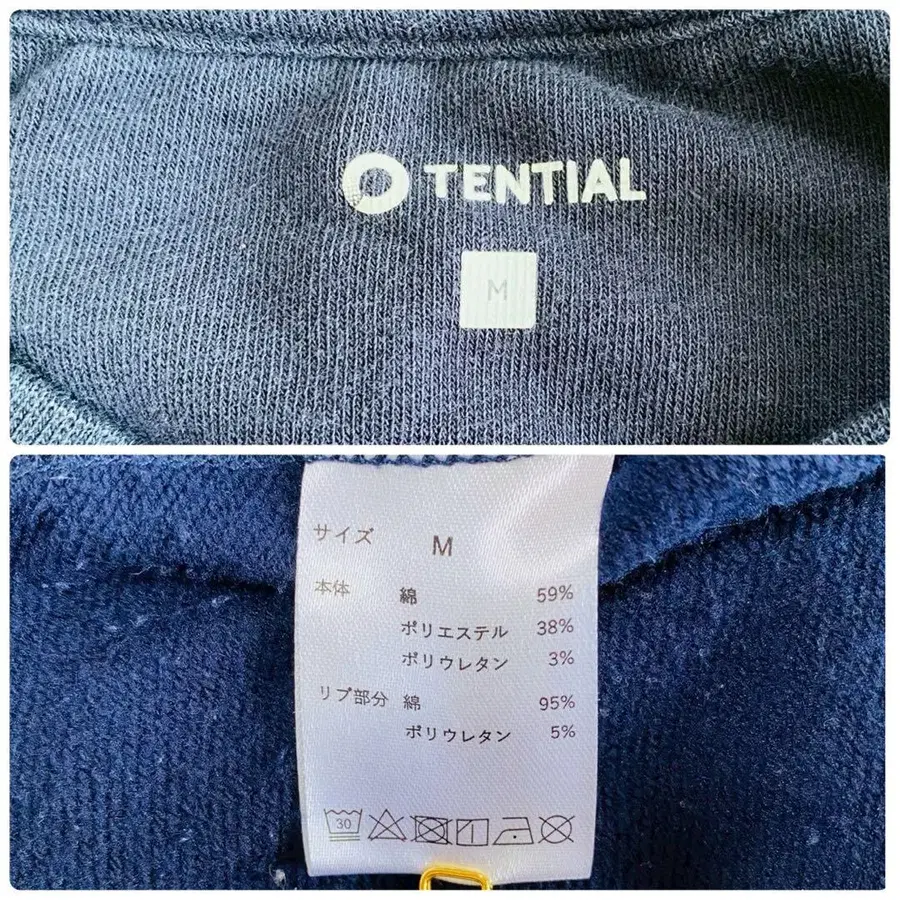 TENTIAL
M
サイズ M
本体 綿 59%
ポリエステル 38%
ポリウレタン 3%
リブ部分 綿 95%
ポリウレタン 5%
30